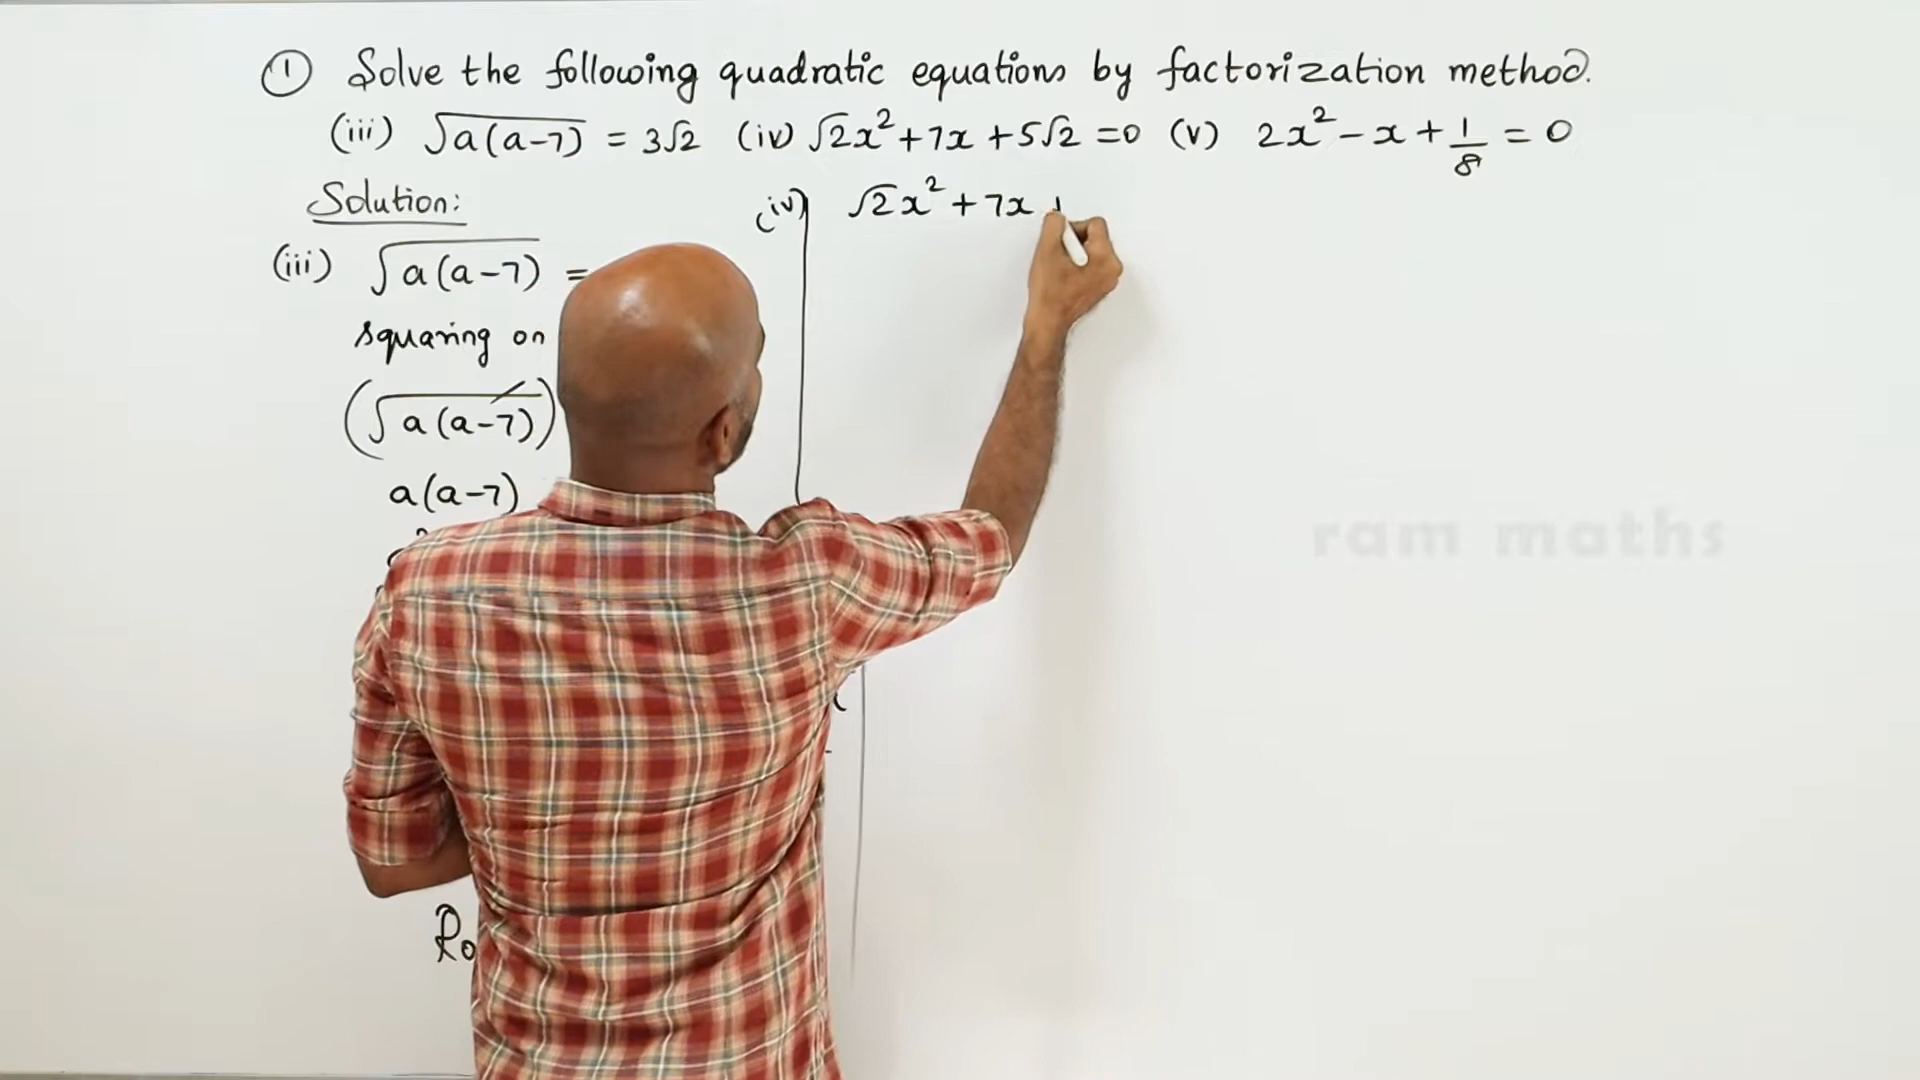 ① Solve the following quadratic equations by factorization method.
(iii) √a(a-7) = 3√2 (iv) √2x²+7x+5√2=0 (v) 2x²-x+1/8=0
Solution:
(iii) √a(a-7) =
squaring on
(√a(a-7))
a(a-7)
Ro
(iv) √2x²+7x
ram maths